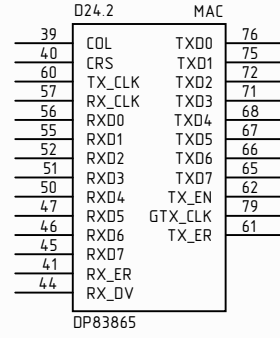 D24.2 MAC
39 COL TXD0 76
40 CRS TXD1 75
60 TX_CLK TXD2 72
57 RX_CLK TXD3 71
56 RXD0 TXD4 68
55 RXD1 TXD5 67
52 RXD2 TXD6 66
51 RXD3 TXD7 65
50 RXD4 TX_EN 62
47 RXD5 GTX_CLK 79
46 RXD6 TX_ER 61
45 RXD7
41 RX_ER
44 RX_DV
DP83865